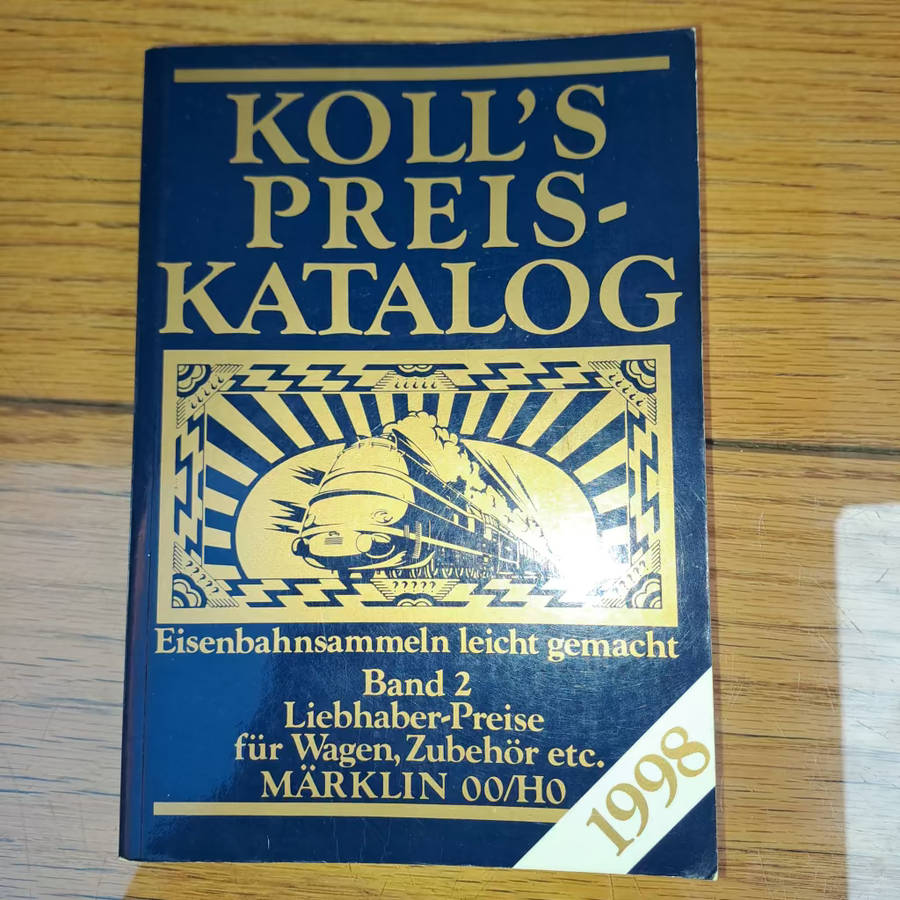 KOLL'S
PREIS-
KATALOG
Eisenbahnsammeln leicht gemacht
Band 2
Liebhaber-Preise
für Wagen, Zubehör etc.
MÄRKLIN 00/H0
1998